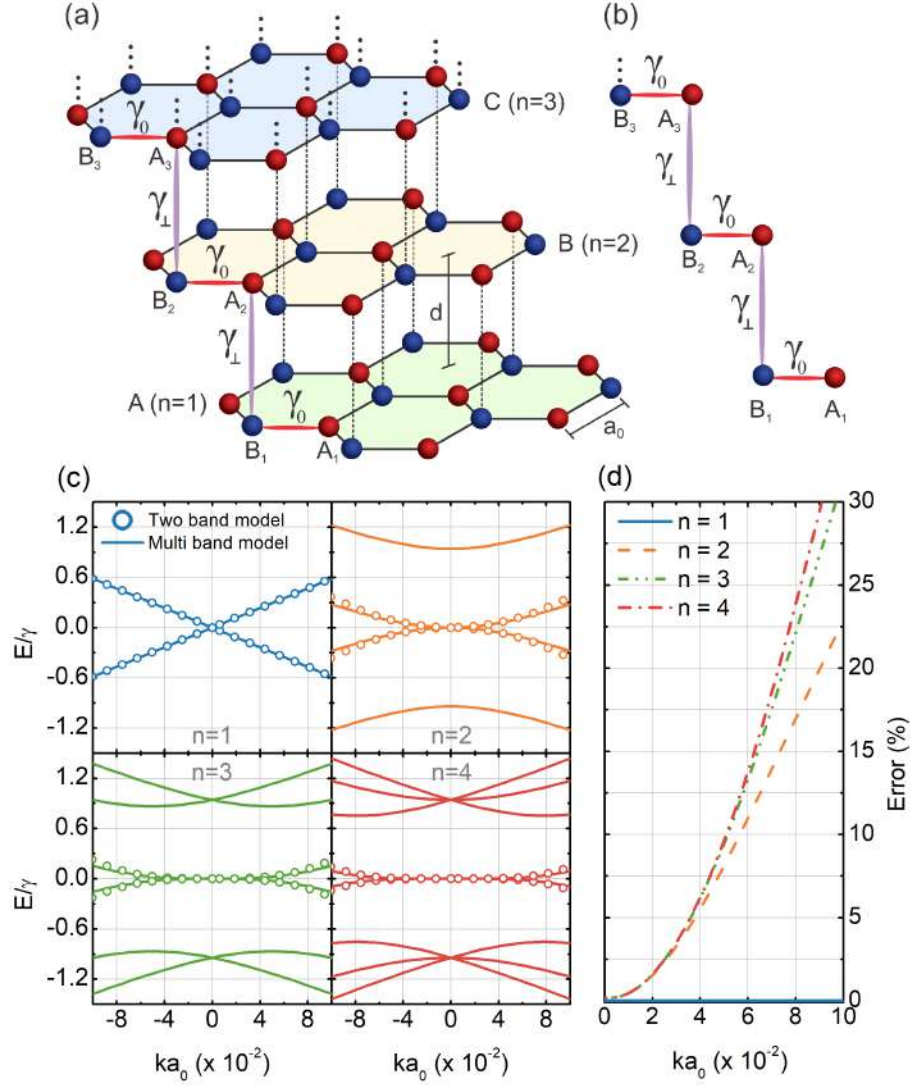 (a)
(b)
γ₀
B₃
A₃
C (n=3)
γ⊥
γ₀
B₂
A₂
B (n=2)
d
γ⊥
A (n=1)
γ₀
B₁
A₁
a₀
γ₀
B₃
A₃
γ⊥
γ₀
B₂
A₂
γ⊥
γ₀
B₁
A₁
(c)
(d)
Two band model
Multi band model
1.2
0.6
0.0
-0.6
-1.2
E/γ
n=1
n=2
n=3
n=4
1.2
0.6
0.0
-0.6
-1.2
E/γ
-8 -4 0 4 8
-8 -4 0 4 8
ka₀ (x 10⁻²)
ka₀ (x 10⁻²)
n = 1
n = 2
n = 3
n = 4
30
25
20
15
10
5
0
Error (%)
0 2 4 6 8 10
ka₀ (x 10⁻²)